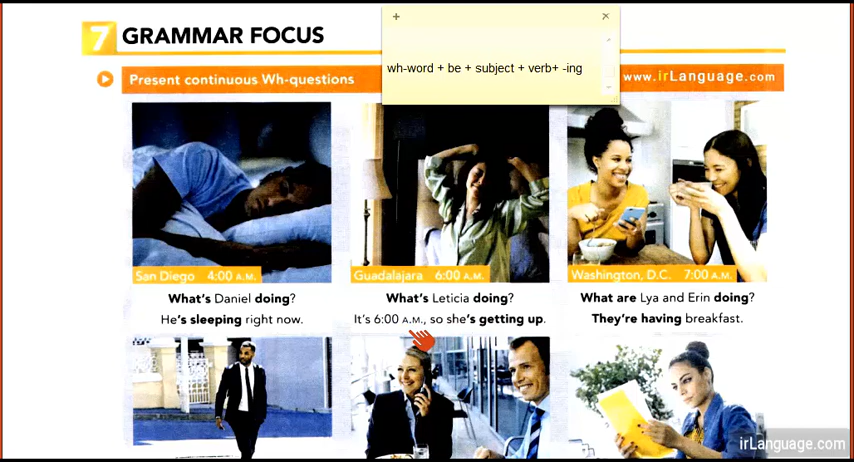 7 GRAMMAR FOCUS
wh-word + be + subject + verb+ -ing
Present continuous Wh-questions
www.irLanguage.com
San Diego 4:00 A.M.
Guadalajara 6:00 A.M.
Washington, D.C. 7:00 A.M.
What's Daniel doing?
He's sleeping right now.
What's Leticia doing?
It's 6:00 A.M., so she's getting up.
What are Lya and Erin doing?
They're having breakfast.
irLanguage.com